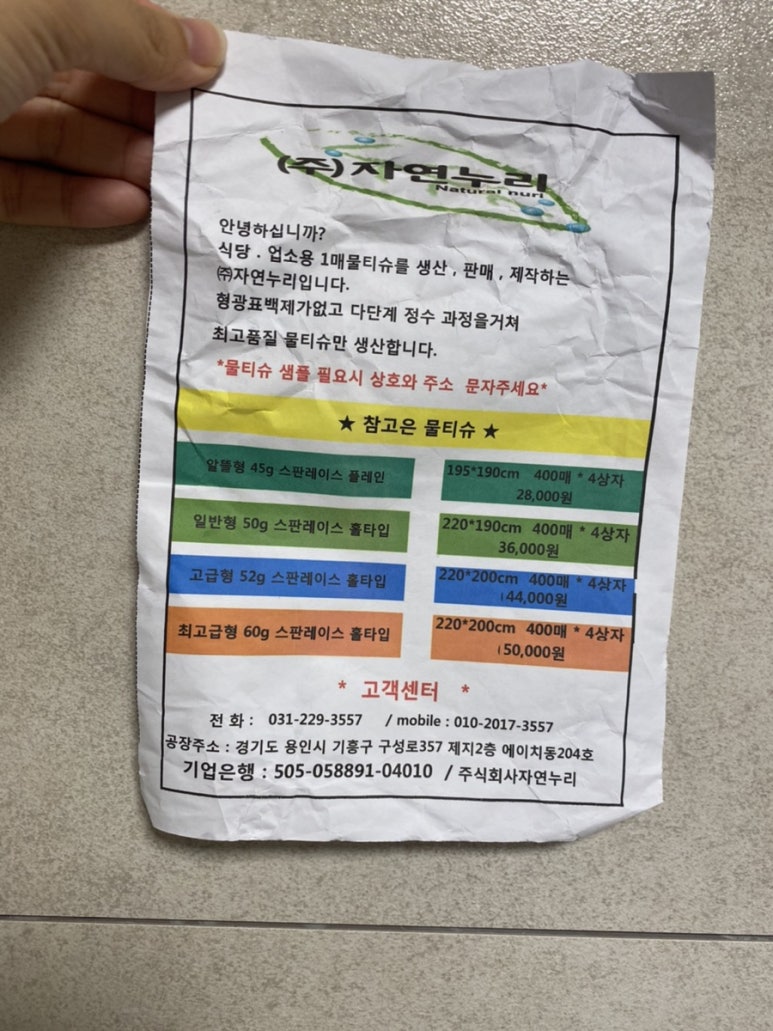 (주)자연누리
Natural nuri
안녕하십니까?
식당 . 업소용 1매물티슈를 생산 , 판매 , 제작하는
㈜자연누리입니다.
형광표백제가없고 다단계 정수 과정을거쳐
최고품질 물티슈만 생산합니다.
*물티슈 샘플 필요시 상호와 주소 문자주세요*
★ 참고은 물티슈 ★
알뜰형 45g 스판레이스 플레인
195*190cm 400매 * 4상자
28,000원
일반형 50g 스판레이스 홀타입
220*190cm 400매 * 4상자
36,000원
고급형 52g 스판레이스 홀타입
220*200cm 400매 * 4상자
44,000원
최고급형 60g 스판레이스 홀타입
220*200cm 400매 * 4상자
50,000원
* 고객센터 *
전 화 : 031-229-3557 / mobile : 010-2017-3557
공장주소 : 경기도 용인시 기흥구 구성로357 제지2층 에이치동204호
기업은행 : 505-058891-04010 / 주식회사자연누리